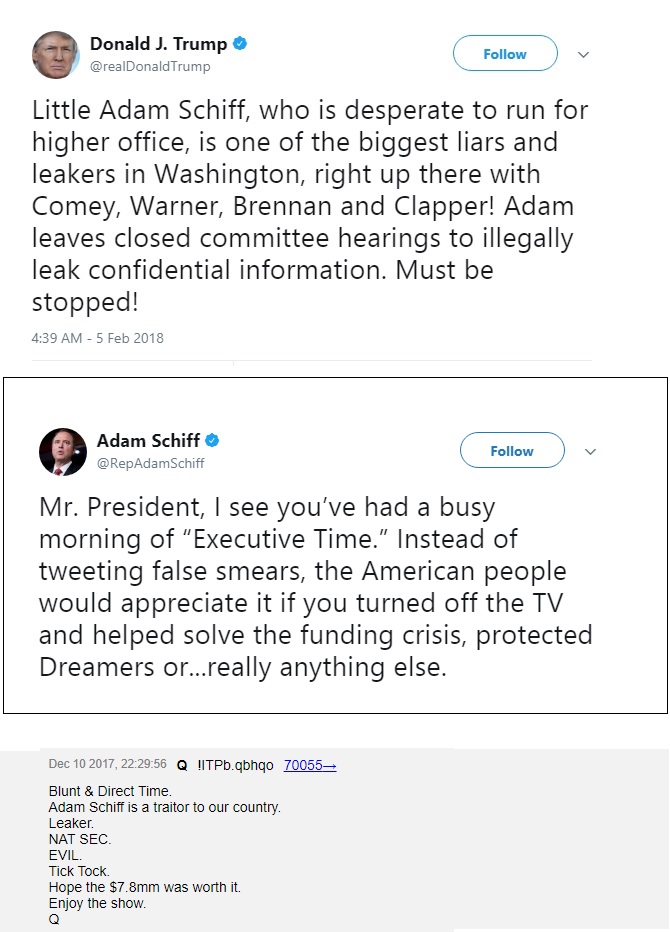 Donald J. Trump
@realDonaldTrump
Follow
Little Adam Schiff, who is desperate to run for
higher office, is one of the biggest liars and
leakers in Washington, right up there with
Comey, Warner, Brennan and Clapper! Adam
leaves closed committee hearings to illegally
leak confidential information. Must be
stopped!
4:39 AM - 5 Feb 2018
Adam Schiff
@RepAdamSchiff
Follow
Mr. President, I see you’ve had a busy
morning of “Executive Time.” Instead of
tweeting false smears, the American people
would appreciate it if you turned off the TV
and helped solve the funding crisis, protected
Dreamers or…really anything else.
Dec 10 2017, 22:29:56 Q !ITPb.qbhqo 70055→
Blunt & Direct Time.
Adam Schiff is a traitor to our country.
Leaker.
NAT SEC.
EVIL.
Tick Tock.
Hope the $7.8mm was worth it.
Enjoy the show.
Q